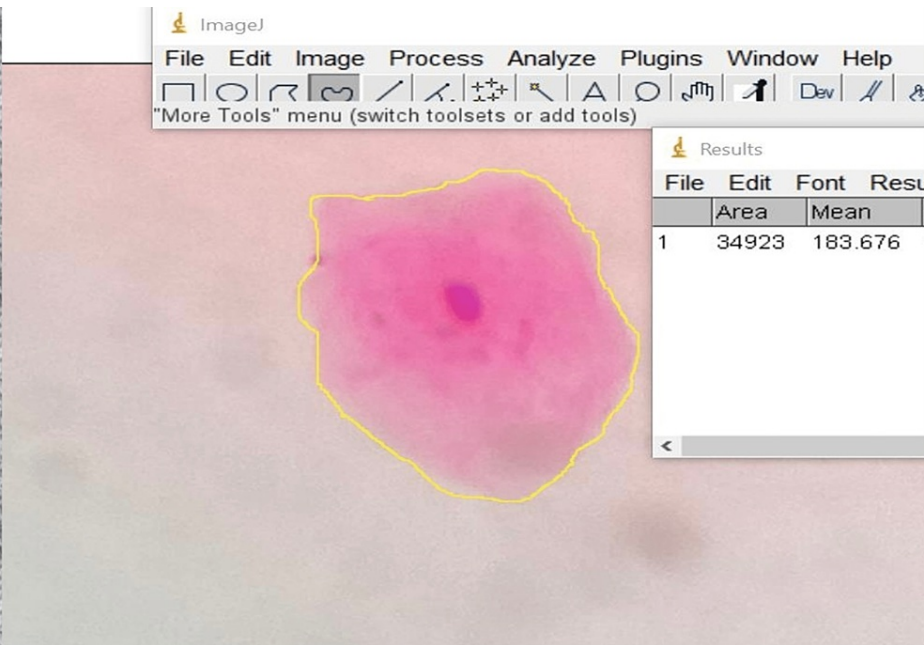 ImageJ
File Edit Image Process Analyze Plugins Window Help
A Dev
"More Tools" menu (switch toolsets or add tools)
Results
File Edit Font Resu
Area Mean
1 34923 183.676